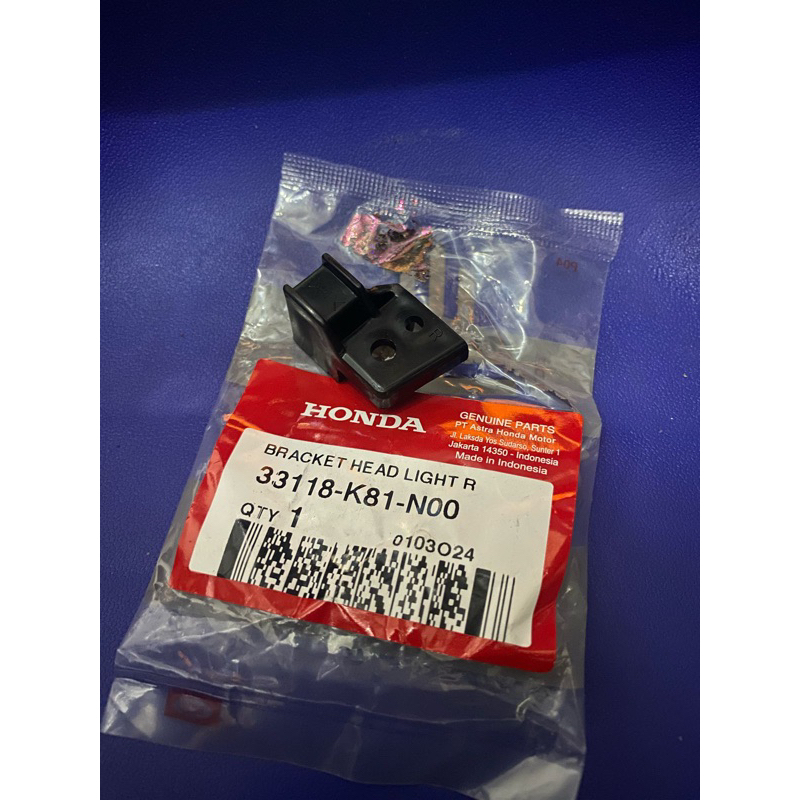 P04
R
HONDA
GENUINE PARTS
PT Astra Honda Motor
Jl. Laksda Yos Sudarso, Sunter 1
Jakarta 14350 - Indonesia
Made in Indonesia
BRACKET HEAD LIGHT R
33118-K81-N00
QTY 1
0103O24